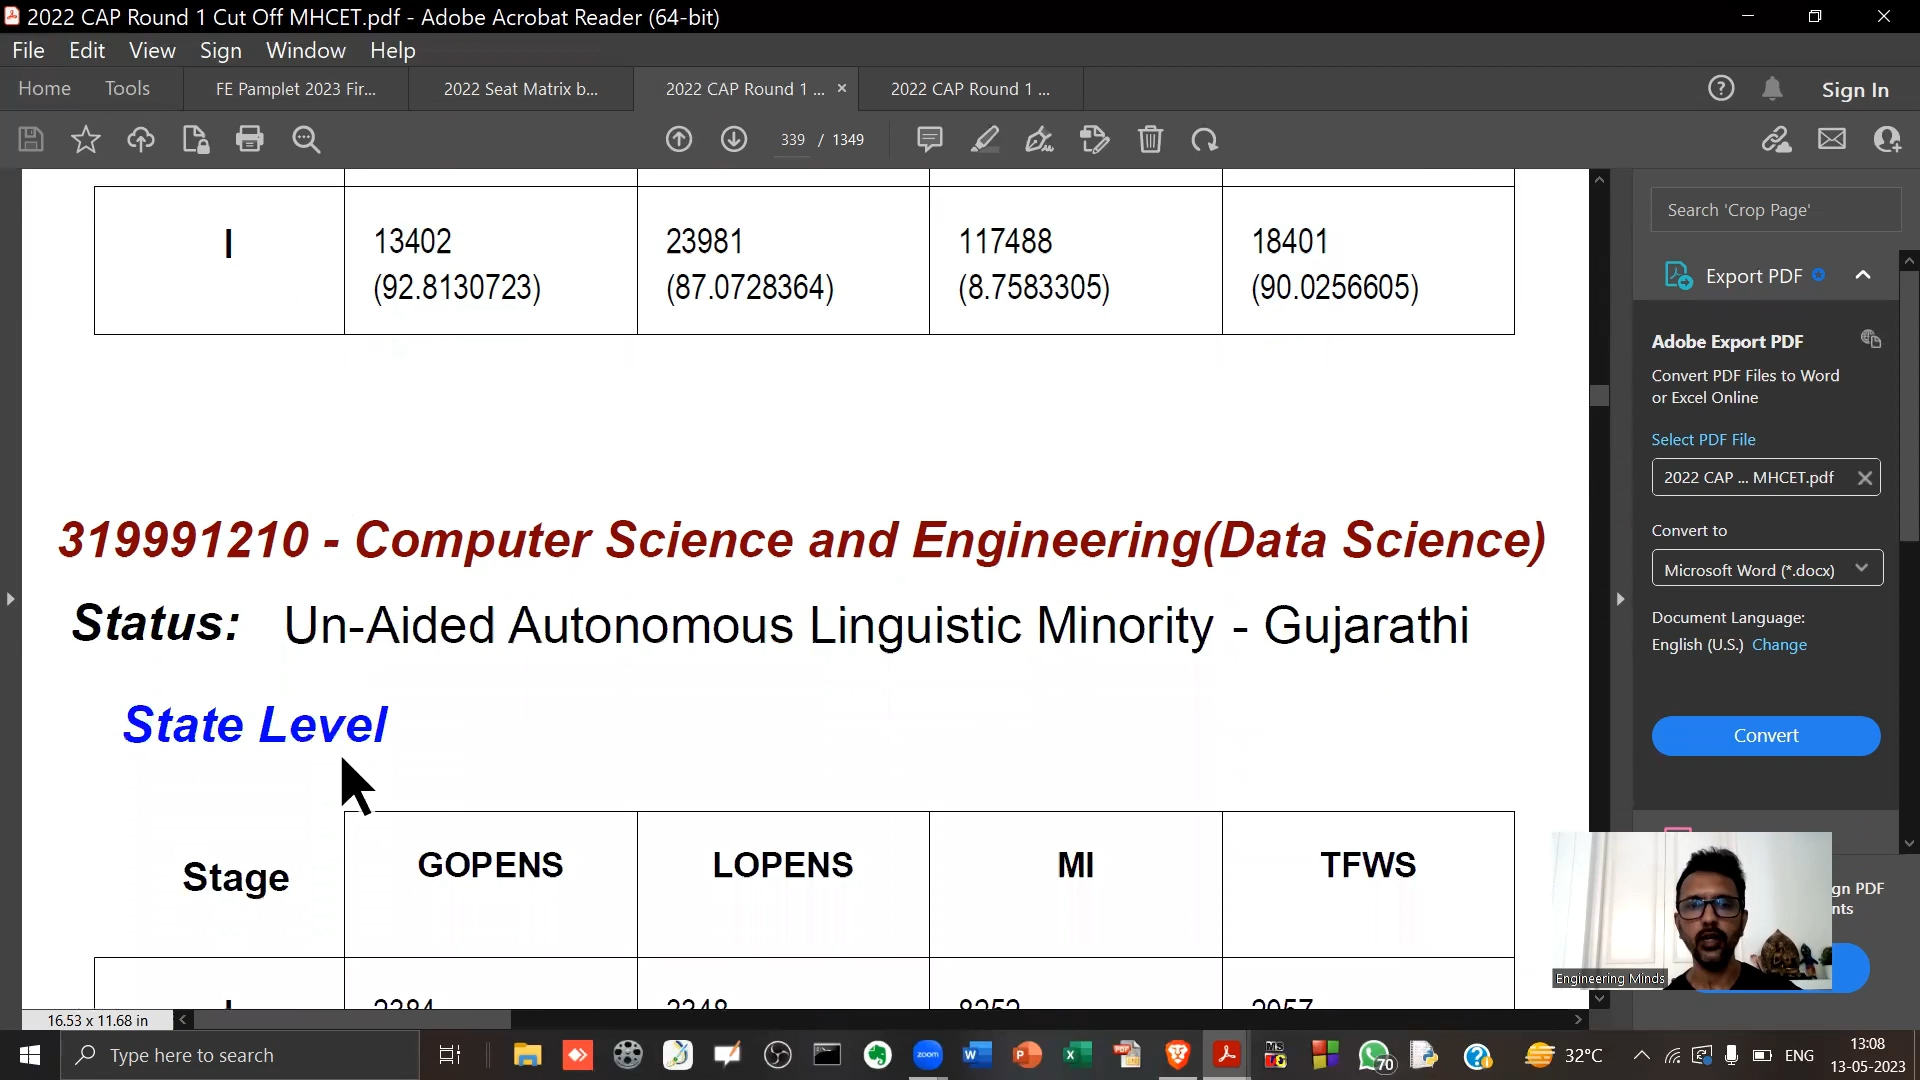 2022 CAP Round 1 Cut Off MHCET.pdf - Adobe Acrobat Reader (64-bit)
File Edit View Sign Window Help
Home Tools FE Pamplet 2023 Fir... 2022 Seat Matrix b... 2022 CAP Round 1 ... × 2022 CAP Round 1 ... Sign In
339 / 1349
I 13402 23981 117488 18401
(92.8130723) (87.0728364) (8.7583305) (90.0256605)
319991210 - Computer Science and Engineering(Data Science)
Status: Un-Aided Autonomous Linguistic Minority - Gujarathi
State Level
Stage GOPENS LOPENS MI TFWS
16.53 x 11.68 in
Search 'Crop Page'
Export PDF
Adobe Export PDF
Convert PDF Files to Word
or Excel Online
Select PDF File
2022 CAP ... MHCET.pdf
Convert to
Microsoft Word (*.docx)
Document Language:
English (U.S.) Change
Convert
gn PDF
nts
Engineering Minds
Type here to search
zoom
70
32°C
ENG
13:08
13-05-2023